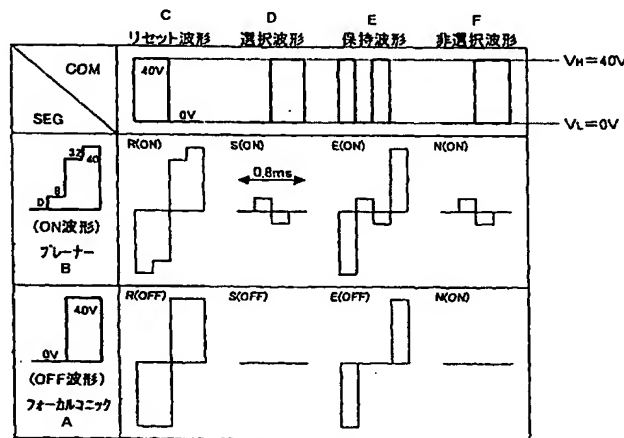 C D E F
リセット波形 選択波形 保持波形 非選択波形
COM
SEG
40V
0V
VH=40V
VL=0V
R(ON) S(ON) E(ON) N(ON)
0 8 32 40
0.8ms
(ON波形)
プレーナー
B
R(OFF) S(OFF) E(OFF) N(ON)
40V
0V
(OFF波形)
フォーカルコニック
A